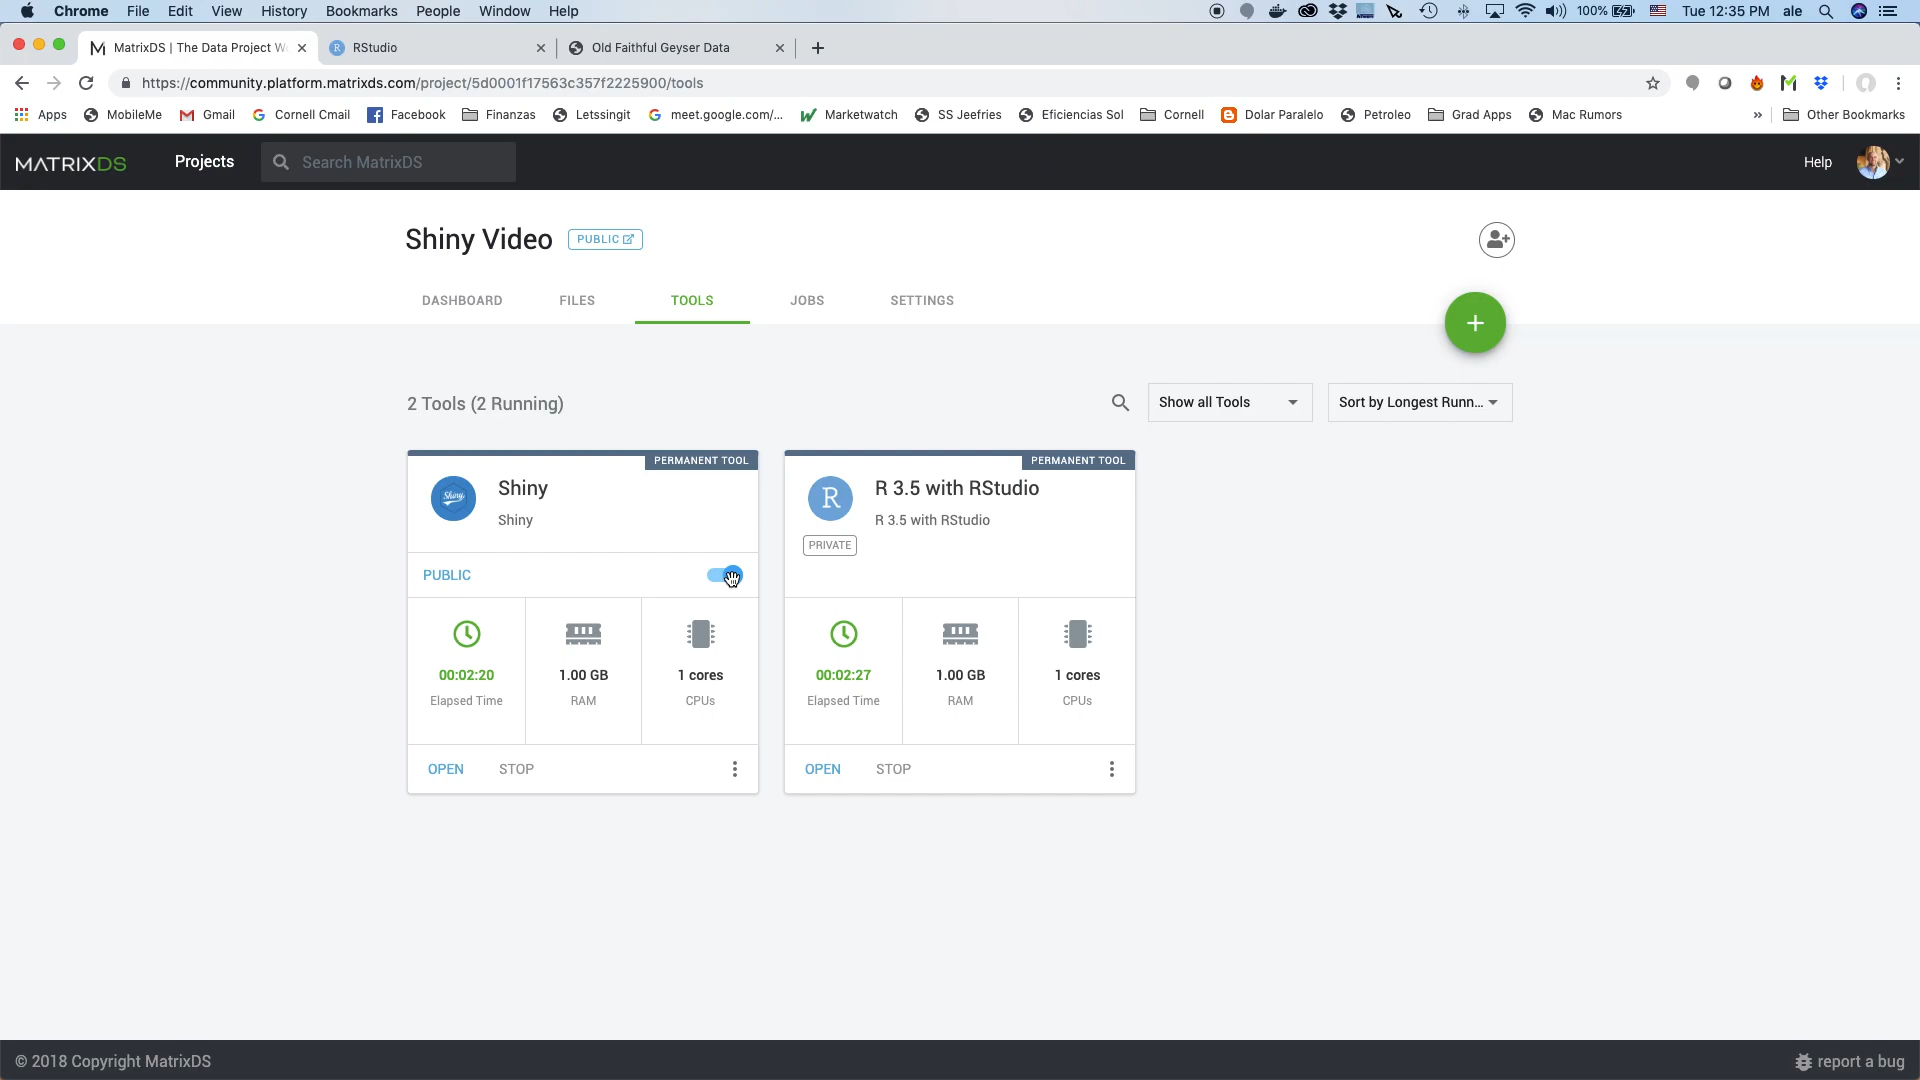 Chrome File Edit View History Bookmarks People Window Help 100% Tue 12:35 PM ale
M MatrixDS | The Data Project W RStudio Old Faithful Geyser Data
https://community.platform.matrixds.com/project/5d0001f17563c357f2225900/tools
Apps MobileMe Gmail Cornell Cmail Facebook Finanzas Letssingit meet.google.com/... Marketwatch SS Jeefries Eficiencias Sol Cornell Dolar Paralelo Petroleo Grad Apps Mac Rumors » Other Bookmarks
MATRIXDS Projects Search MatrixDS Help
Shiny Video PUBLIC
DASHBOARD FILES TOOLS JOBS SETTINGS
+
2 Tools (2 Running) Show all Tools Sort by Longest Runn...
PERMANENT TOOL PERMANENT TOOL
Shiny Shiny R R 3.5 with RStudio
Shiny R 3.5 with RStudio
PRIVATE
PUBLIC
00:02:20 1.00 GB 1 cores 00:02:27 1.00 GB 1 cores
Elapsed Time RAM CPUs Elapsed Time RAM CPUs
OPEN STOP OPEN STOP
© 2018 Copyright MatrixDS report a bug